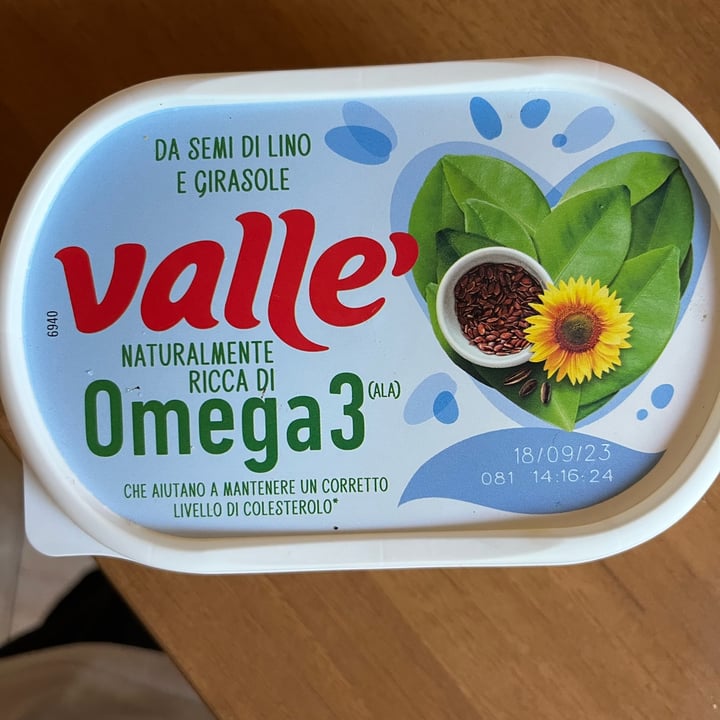 DA SEMI DI LINO
E GIRASOLE
valle'
6940
NATURALMENTE
RICCA DI
Omega3 (ALA)
CHE AIUTANO A MANTENERE UN CORRETTO
LIVELLO DI COLESTEROLO*
18/09/23
081 14:16:24